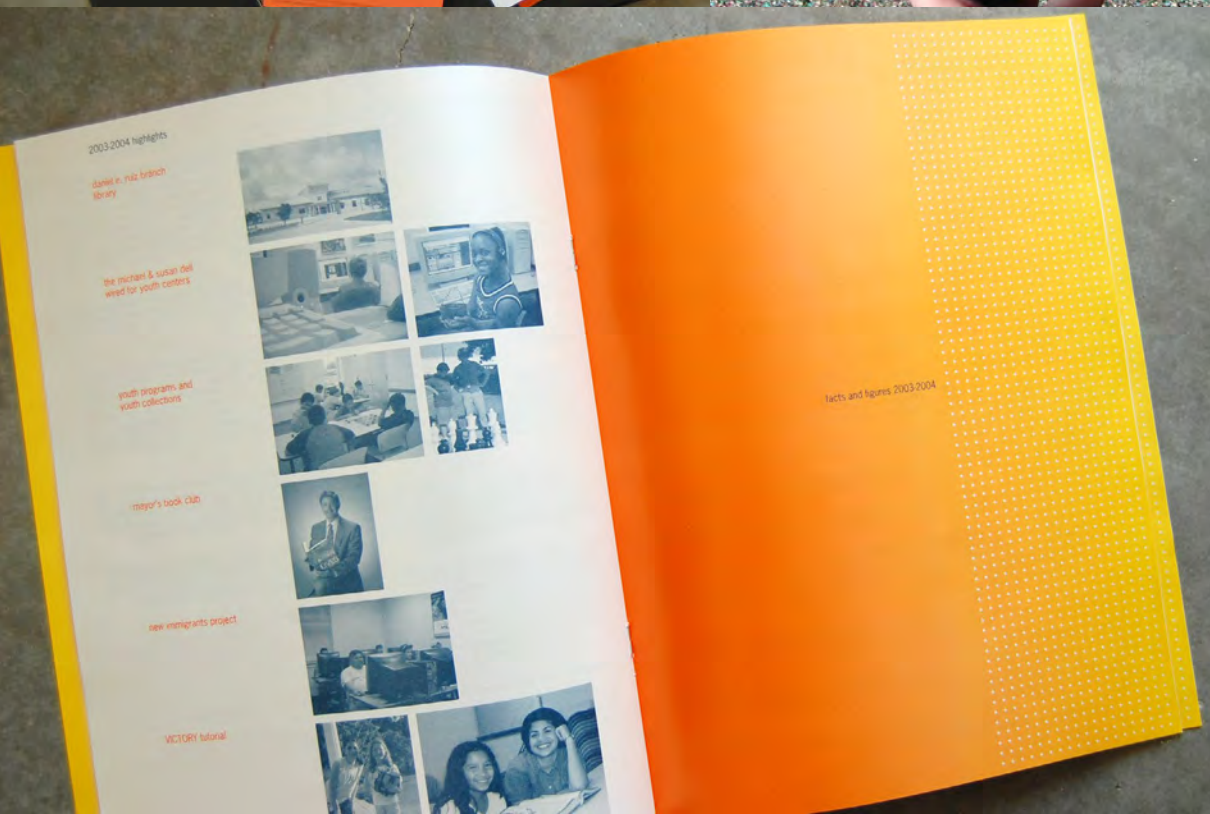 2003-2004 highlights
daniel e. ruiz branch
library
the michael & susan dell
wired for youth centers
youth programs and
youth collections
mayor's book club
new immigrants project
VICTORY tutorial
facts and figures 2003-2004